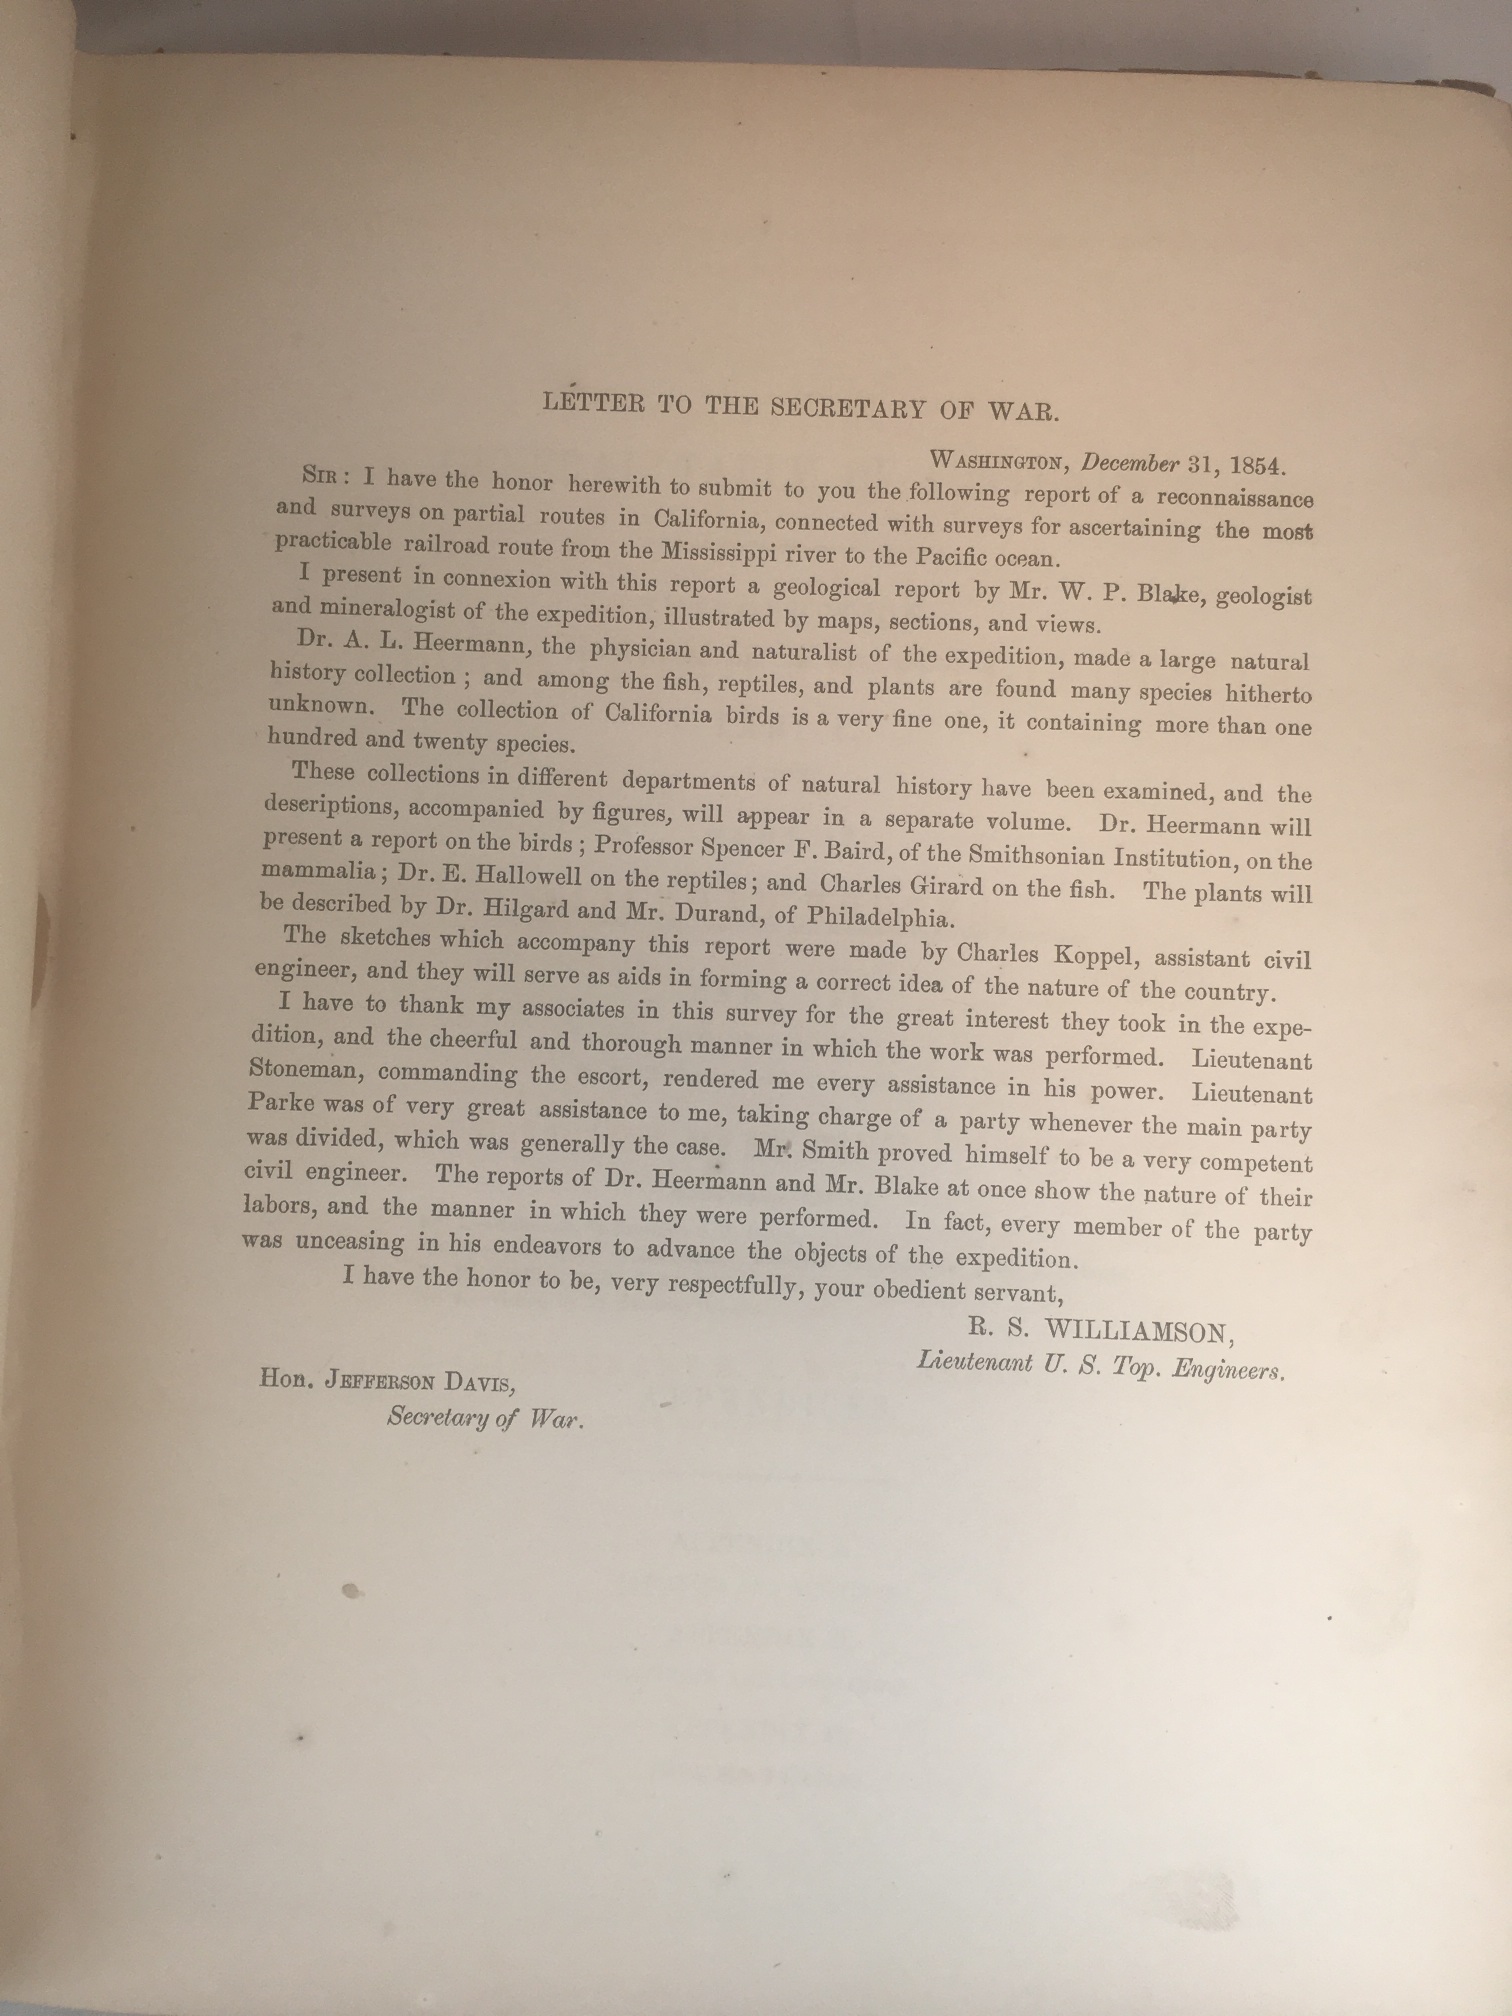 LETTER TO THE SECRETARY OF WAR.
WASHINGTON, December 31, 1854.
SIR: I have the honor herewith to submit to you the following report of a reconnaissance
and surveys on partial routes in California, connected with surveys for ascertaining the most
practicable railroad route from the Mississippi river to the Pacific ocean.
I present in connexion with this report a geological report by Mr. W. P. Blake, geologist
and mineralogist of the expedition, illustrated by maps, sections, and views.
Dr. A. L. Heermann, the physician and naturalist of the expedition, made a large natural
history collection; and among the fish, reptiles, and plants are found many species hitherto
unknown. The collection of California birds is a very fine one, it containing more than one
hundred and twenty species.
These collections in different departments of natural history have been examined, and the
descriptions, accompanied by figures, will appear in a separate volume. Dr. Heermann will
present a report on the birds; Professor Spencer F. Baird, of the Smithsonian Institution, on the
mammalia; Dr. E. Hallowell on the reptiles; and Charles Girard on the fish. The plants will
be described by Dr. Hilgard and Mr. Durand, of Philadelphia.
The sketches which accompany this report were made by Charles Koppel, assistant civil
engineer, and they will serve as aids in forming a correct idea of the nature of the country.
I have to thank my associates in this survey for the great interest they took in the expe-
dition, and the cheerful and thorough manner in which the work was performed. Lieutenant
Stoneman, commanding the escort, rendered me every assistance in his power. Lieutenant
Parke was of very great assistance to me, taking charge of a party whenever the main party
was divided, which was generally the case. Mr. Smith proved himself to be a very competent
civil engineer. The reports of Dr. Heermann and Mr. Blake at once show the nature of their
labors, and the manner in which they were performed. In fact, every member of the party
was unceasing in his endeavors to advance the objects of the expedition.
I have the honor to be, very respectfully, your obedient servant,
R. S. WILLIAMSON,
Lieutenant U. S. Top. Engineers.
Hon. JEFFERSON DAVIS,
Secretary of War.